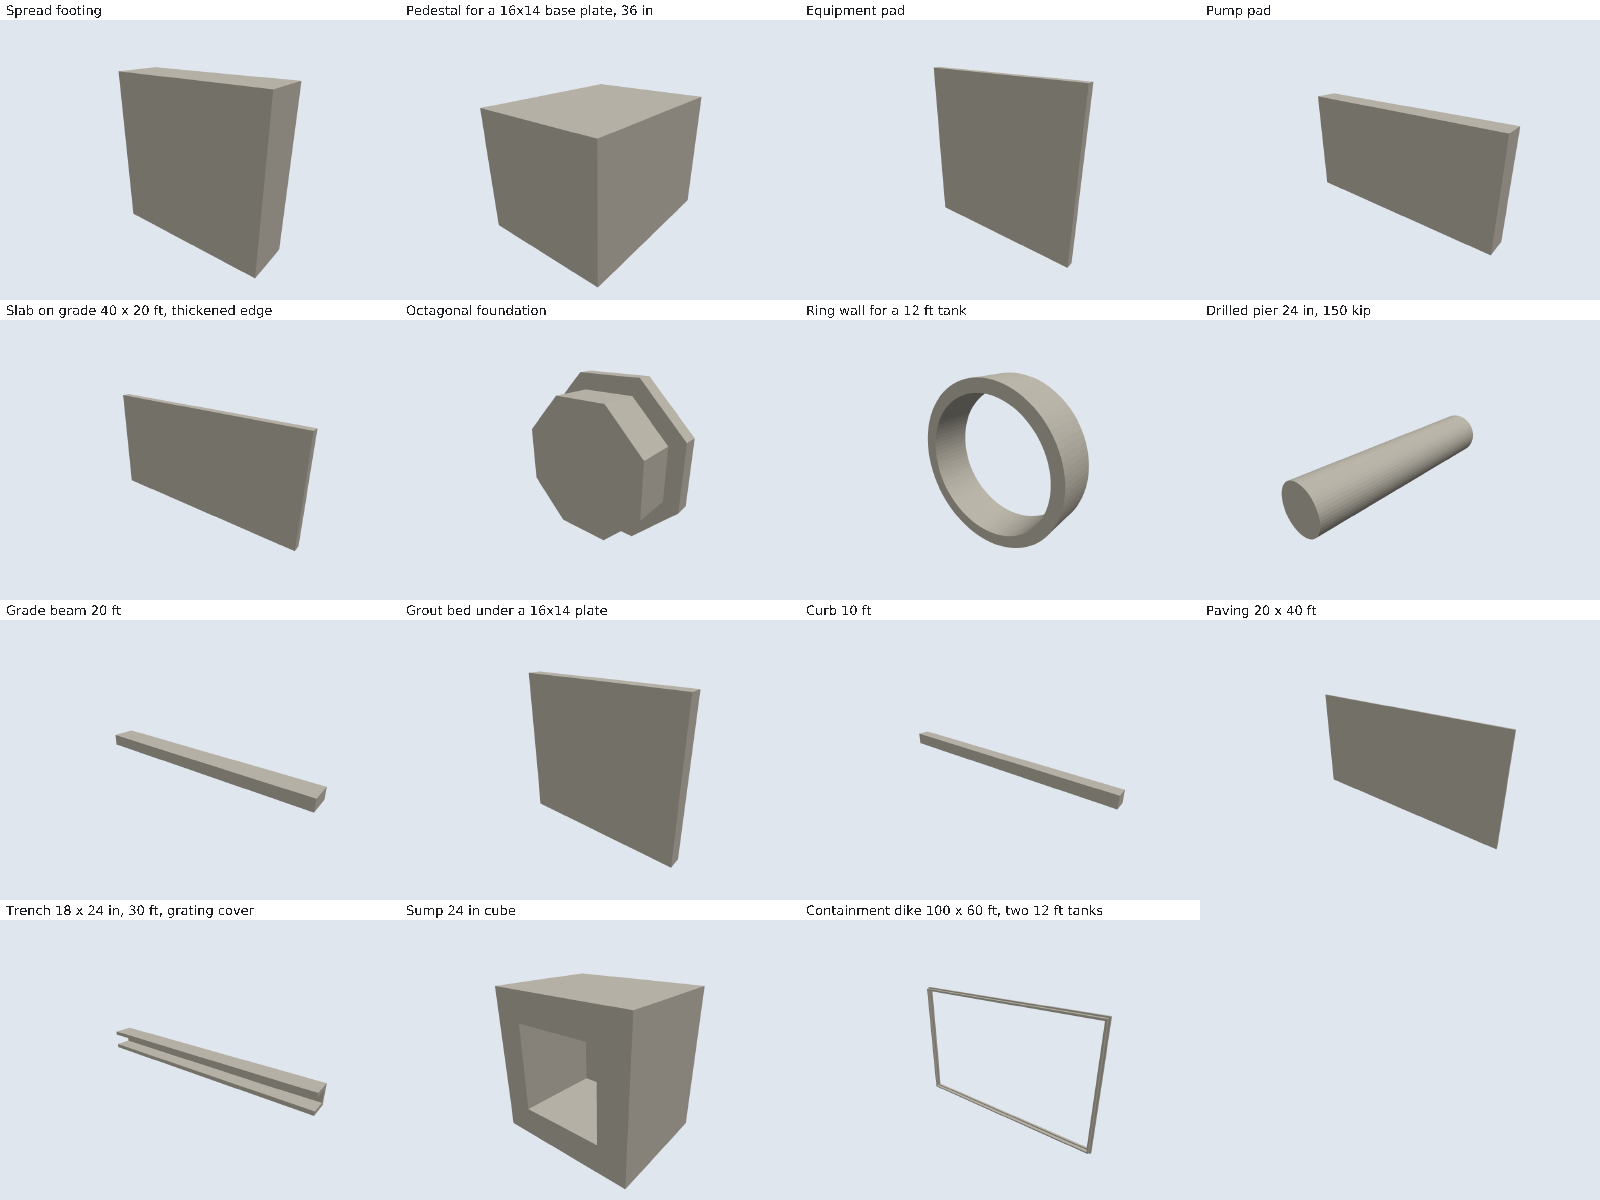 Spread footing
Pedestal for a 16x14 base plate, 36 in
Equipment pad
Pump pad
Slab on grade 40 x 20 ft, thickened edge
Octagonal foundation
Ring wall for a 12 ft tank
Drilled pier 24 in, 150 kip
Grade beam 20 ft
Grout bed under a 16x14 plate
Curb 10 ft
Paving 20 x 40 ft
Trench 18 x 24 in, 30 ft, grating cover
Sump 24 in cube
Containment dike 100 x 60 ft, two 12 ft tanks